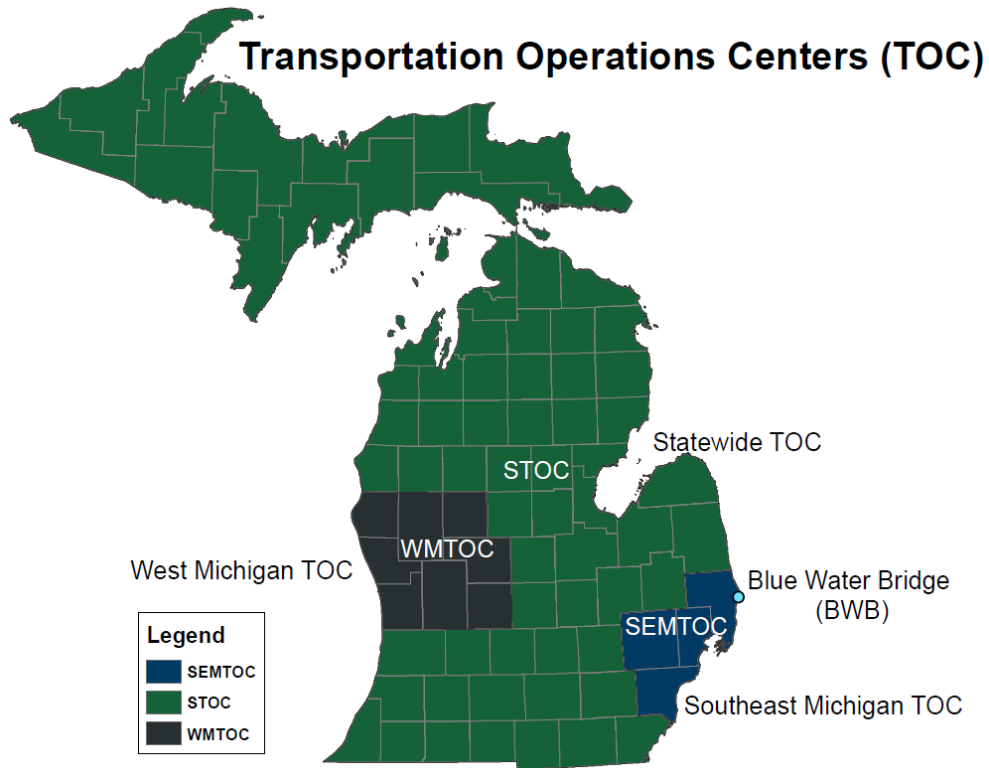 Transportation Operations Centers (TOC)
Statewide TOC
STOC
WMTOC
West Michigan TOC
Blue Water Bridge
(BWB)
SEMTOC
Southeast Michigan TOC
Legend
SEMTOC
STOC
WMTOC